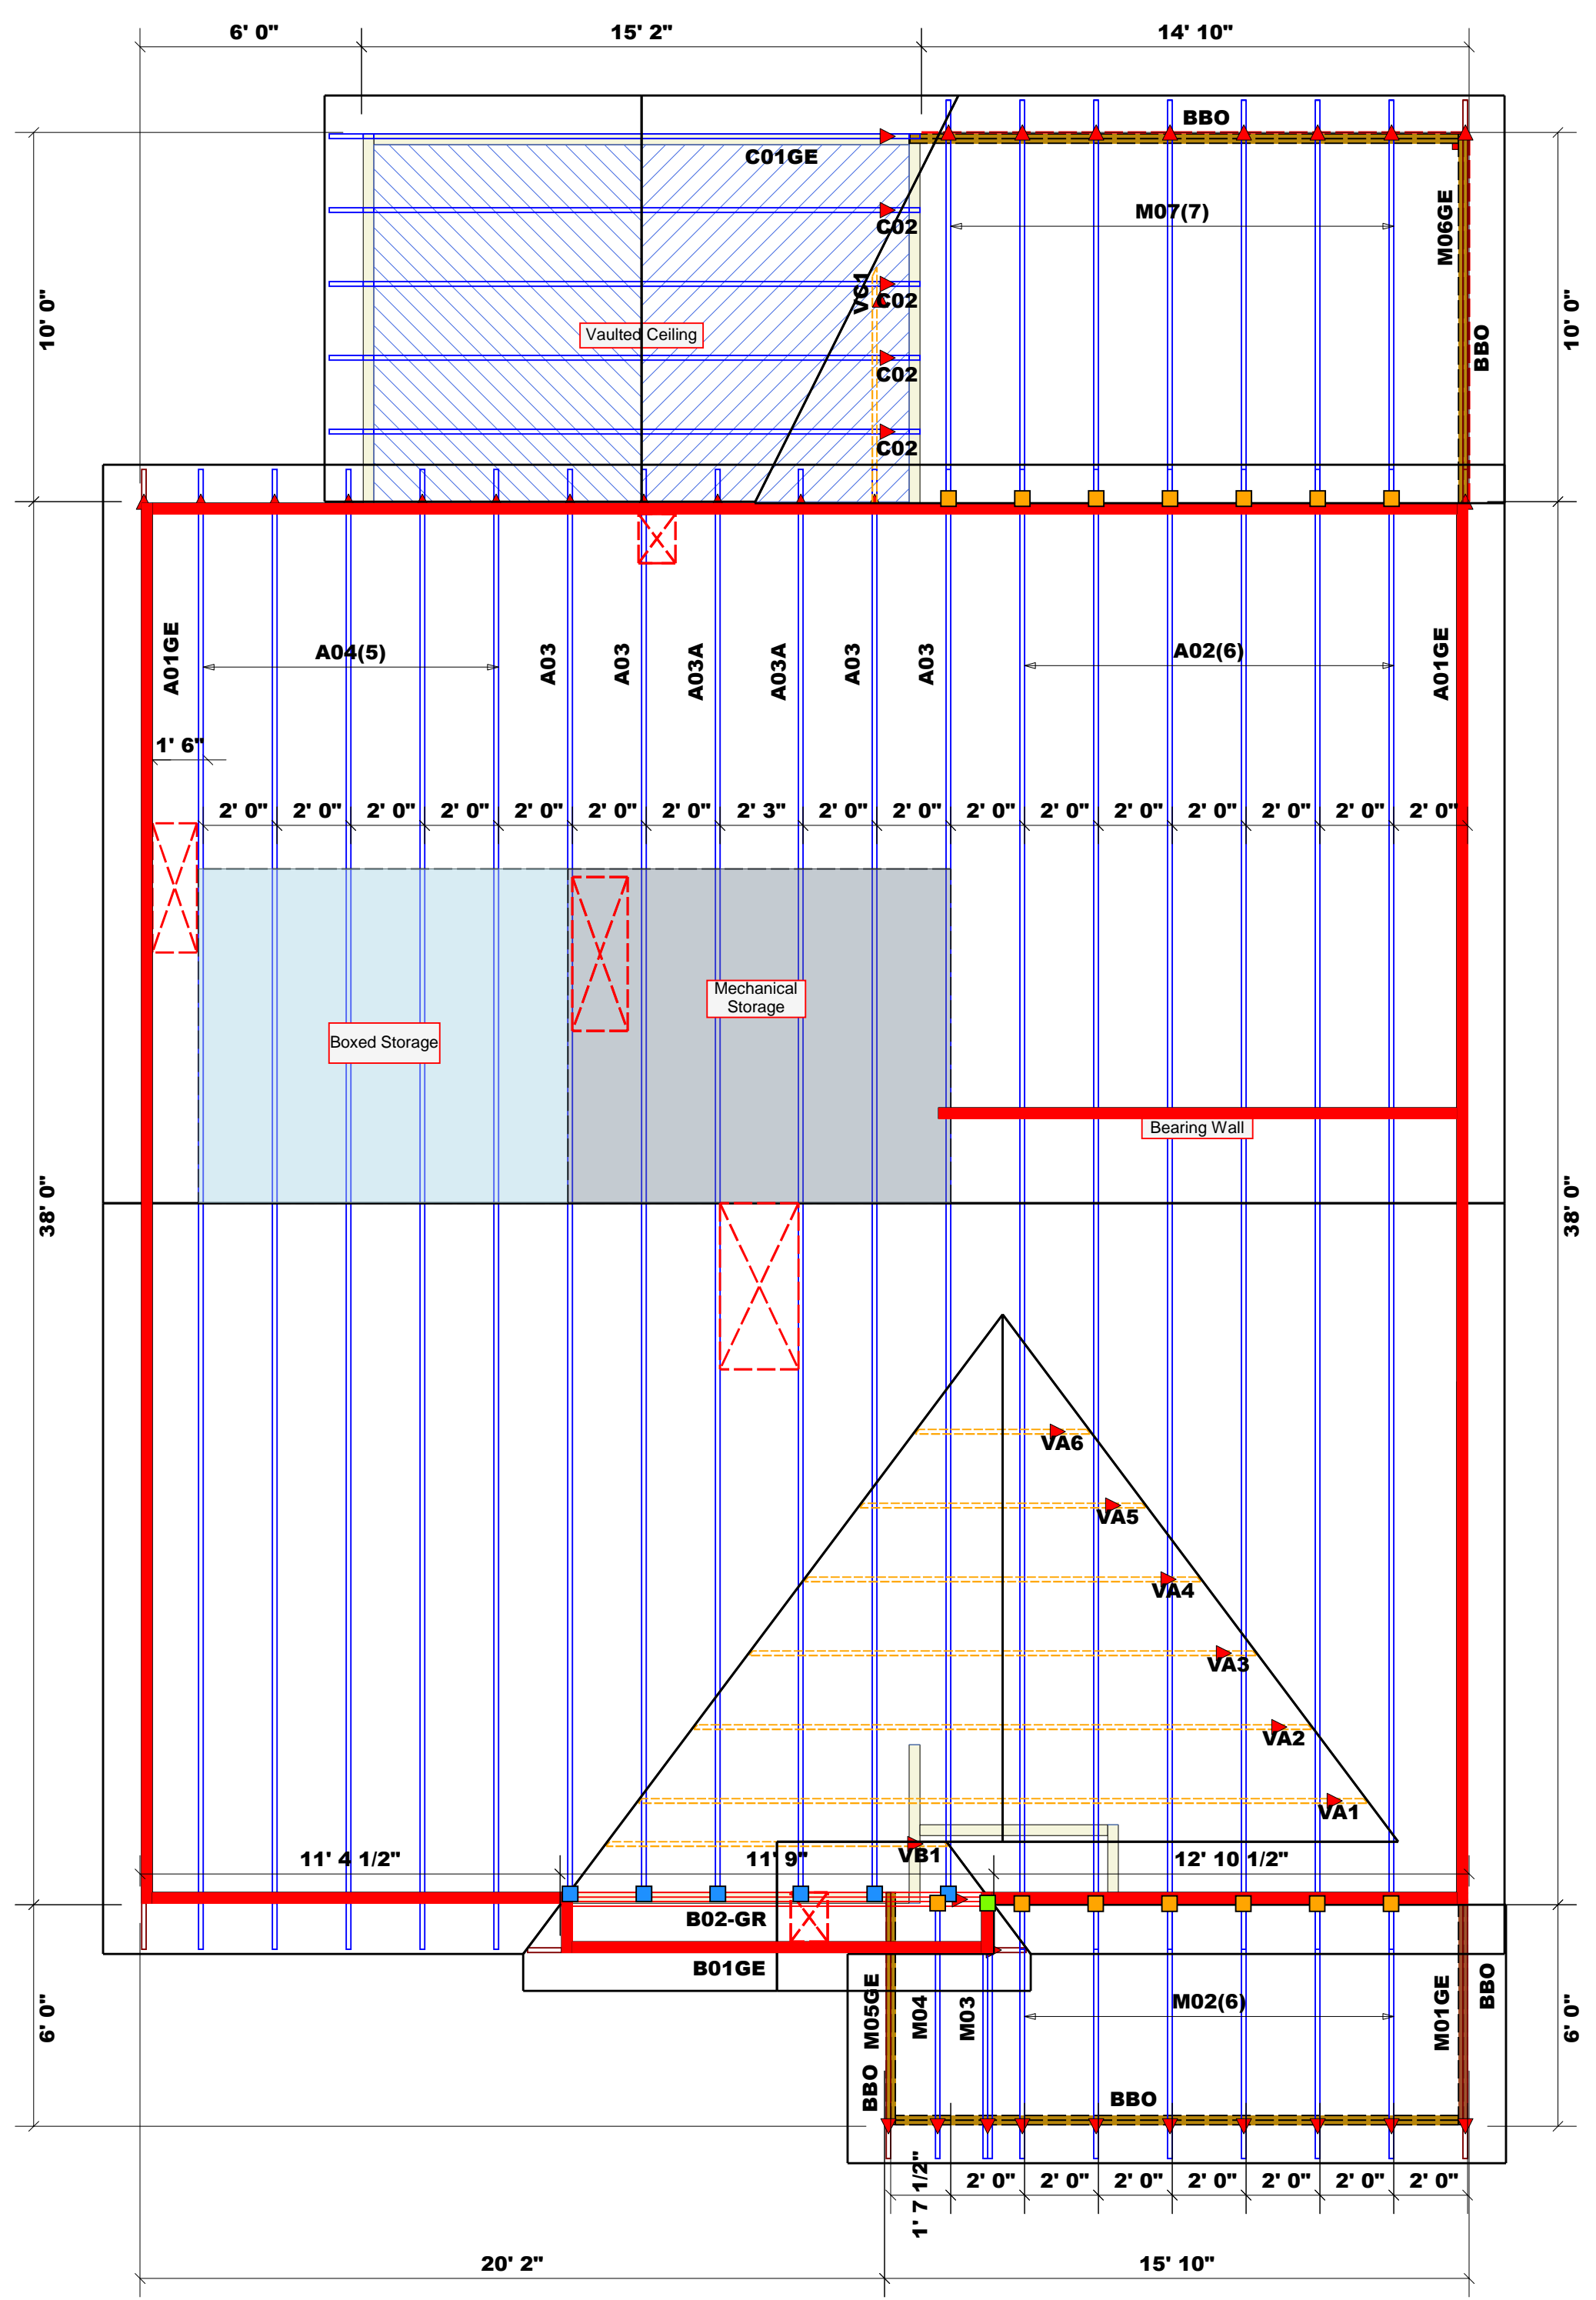 6' 0"
15' 2"
14' 10"
BBO
C01GE
M07(7)
M06GE
C02
VC1
C02
10' 0"
10' 0"
Vaulted Ceiling
BBO
C02
C02
A01GE
A04(5)
A03
A03
A03A
A03A
A03
A03
A02(6)
A01GE
1' 6"
2' 0"
2' 0"
2' 0"
2' 0"
2' 0"
2' 0"
2' 0"
2' 3"
2' 0"
2' 0"
2' 0"
2' 0"
2' 0"
2' 0"
2' 0"
2' 0"
2' 0"
Mechanical
Storage
Boxed Storage
Bearing Wall
38' 0"
38' 0"
VA6
VA5
VA4
VA3
VA2
VA1
VB1
11' 4 1/2"
11' 9"
12' 10 1/2"
B02-GR
B01GE
M05GE
M04
M03
M02(6)
M01GE
BBO
6' 0"
6' 0"
BBO
BBO
1' 7 1/2"
2' 0"
2' 0"
2' 0"
2' 0"
2' 0"
2' 0"
2' 0"
20' 2"
15' 10"